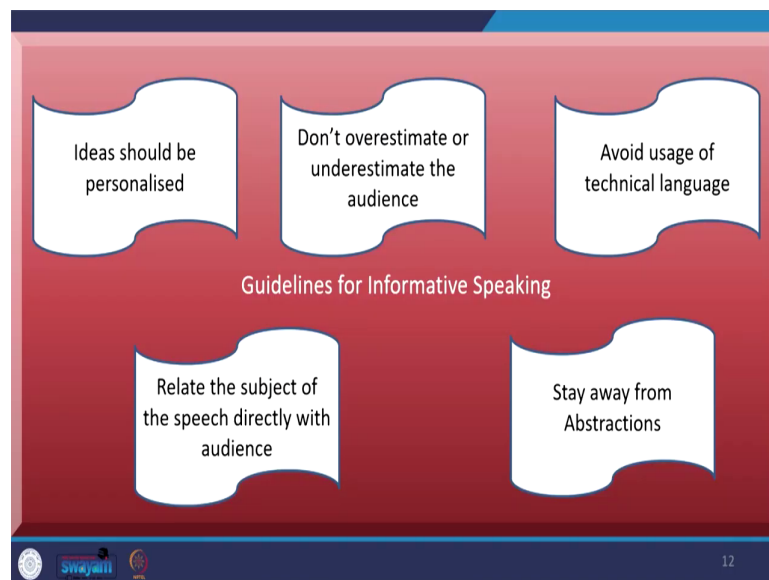 Ideas should be
personalised
Don't overestimate or
underestimate the
audience
Avoid usage of
technical language
Guidelines for Informative Speaking
Relate the subject of
the speech directly with
audience
Stay away from
Abstractions
swayam
12